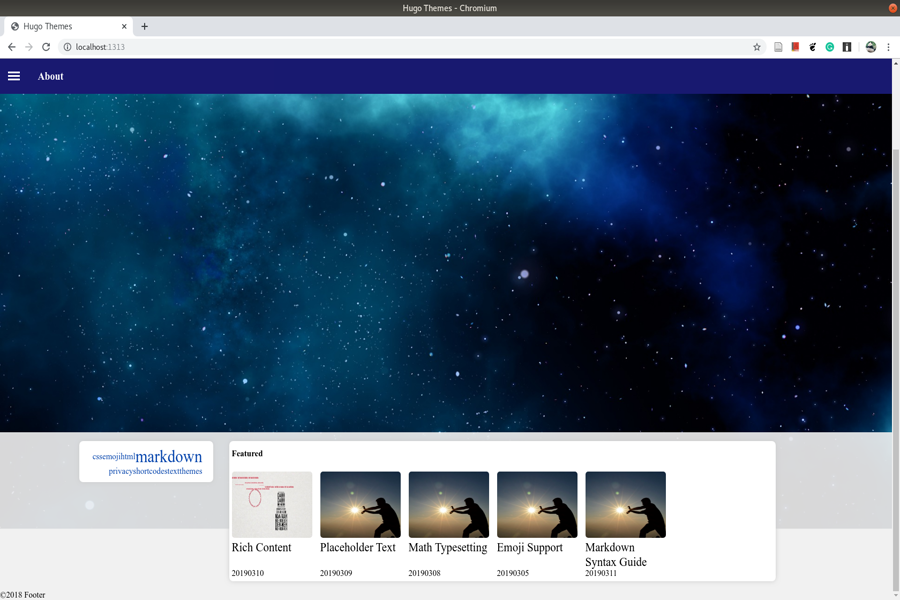 Hugo Themes - Chromium
Hugo Themes
localhost:1313
About
cssemojihtmlmarkdown
privacyshortcodestextthemes
Featured
Rich Content
20190310
Placeholder Text
20190309
Math Typesetting
20190308
Emoji Support
20190305
Markdown
Syntax Guide
20190311
©2018 Footer